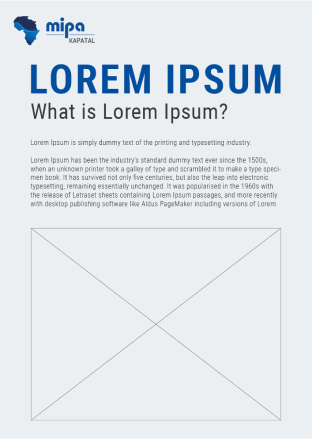 mipa
KAPATAL
LOREM IPSUM
What is Lorem Ipsum?
Lorem Ipsum is simply dummy text of the printing and typesetting industry.
Lorem Ipsum has been the industry's standard dummy text ever since the 1500s,
when an unknown printer took a galley of type and scrambled it to make a type speci-
men book. It has survived not only five centuries, but also the leap into electronic
typesetting, remaining essentially unchanged. It was popularised in the 1960s with
the release of Letraset sheets containing Lorem Ipsum passages, and more recently
with desktop publishing software like Aldus PageMaker including versions of Lorem